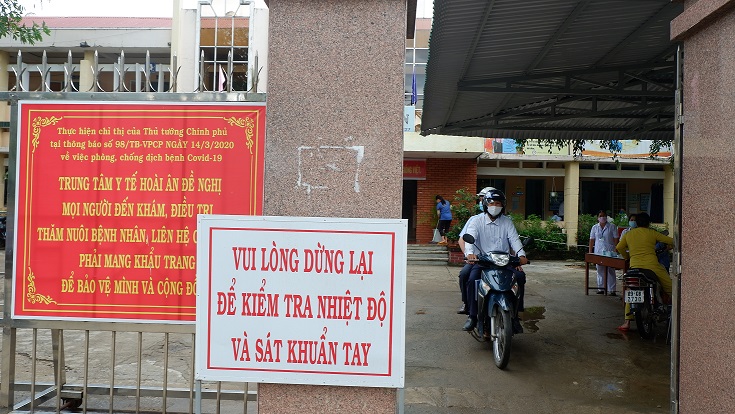 Thực hiện chỉ thị của Thủ tướng Chính phủ
tại thông báo số 98/TB-VPCP NGÀY 14/3/2020
về việc phòng, chống dịch bệnh Covid-19
TRUNG TÂM Y TẾ HOÀI ÂN ĐỀ NGHỊ
MỌI NGƯỜI ĐẾN KHÁM, ĐIỀU TRỊ
THĂM NUÔI BỆNH NHÂN, LIÊN HỆ C
PHẢI MANG KHẨU TRANG
ĐỂ BẢO VỆ MÌNH VÀ CỘNG ĐỒ
VUI LÒNG DỪNG LẠI
ĐỂ KIỂM TRA NHIỆT ĐỘ
VÀ SÁT KHUẨN TAY